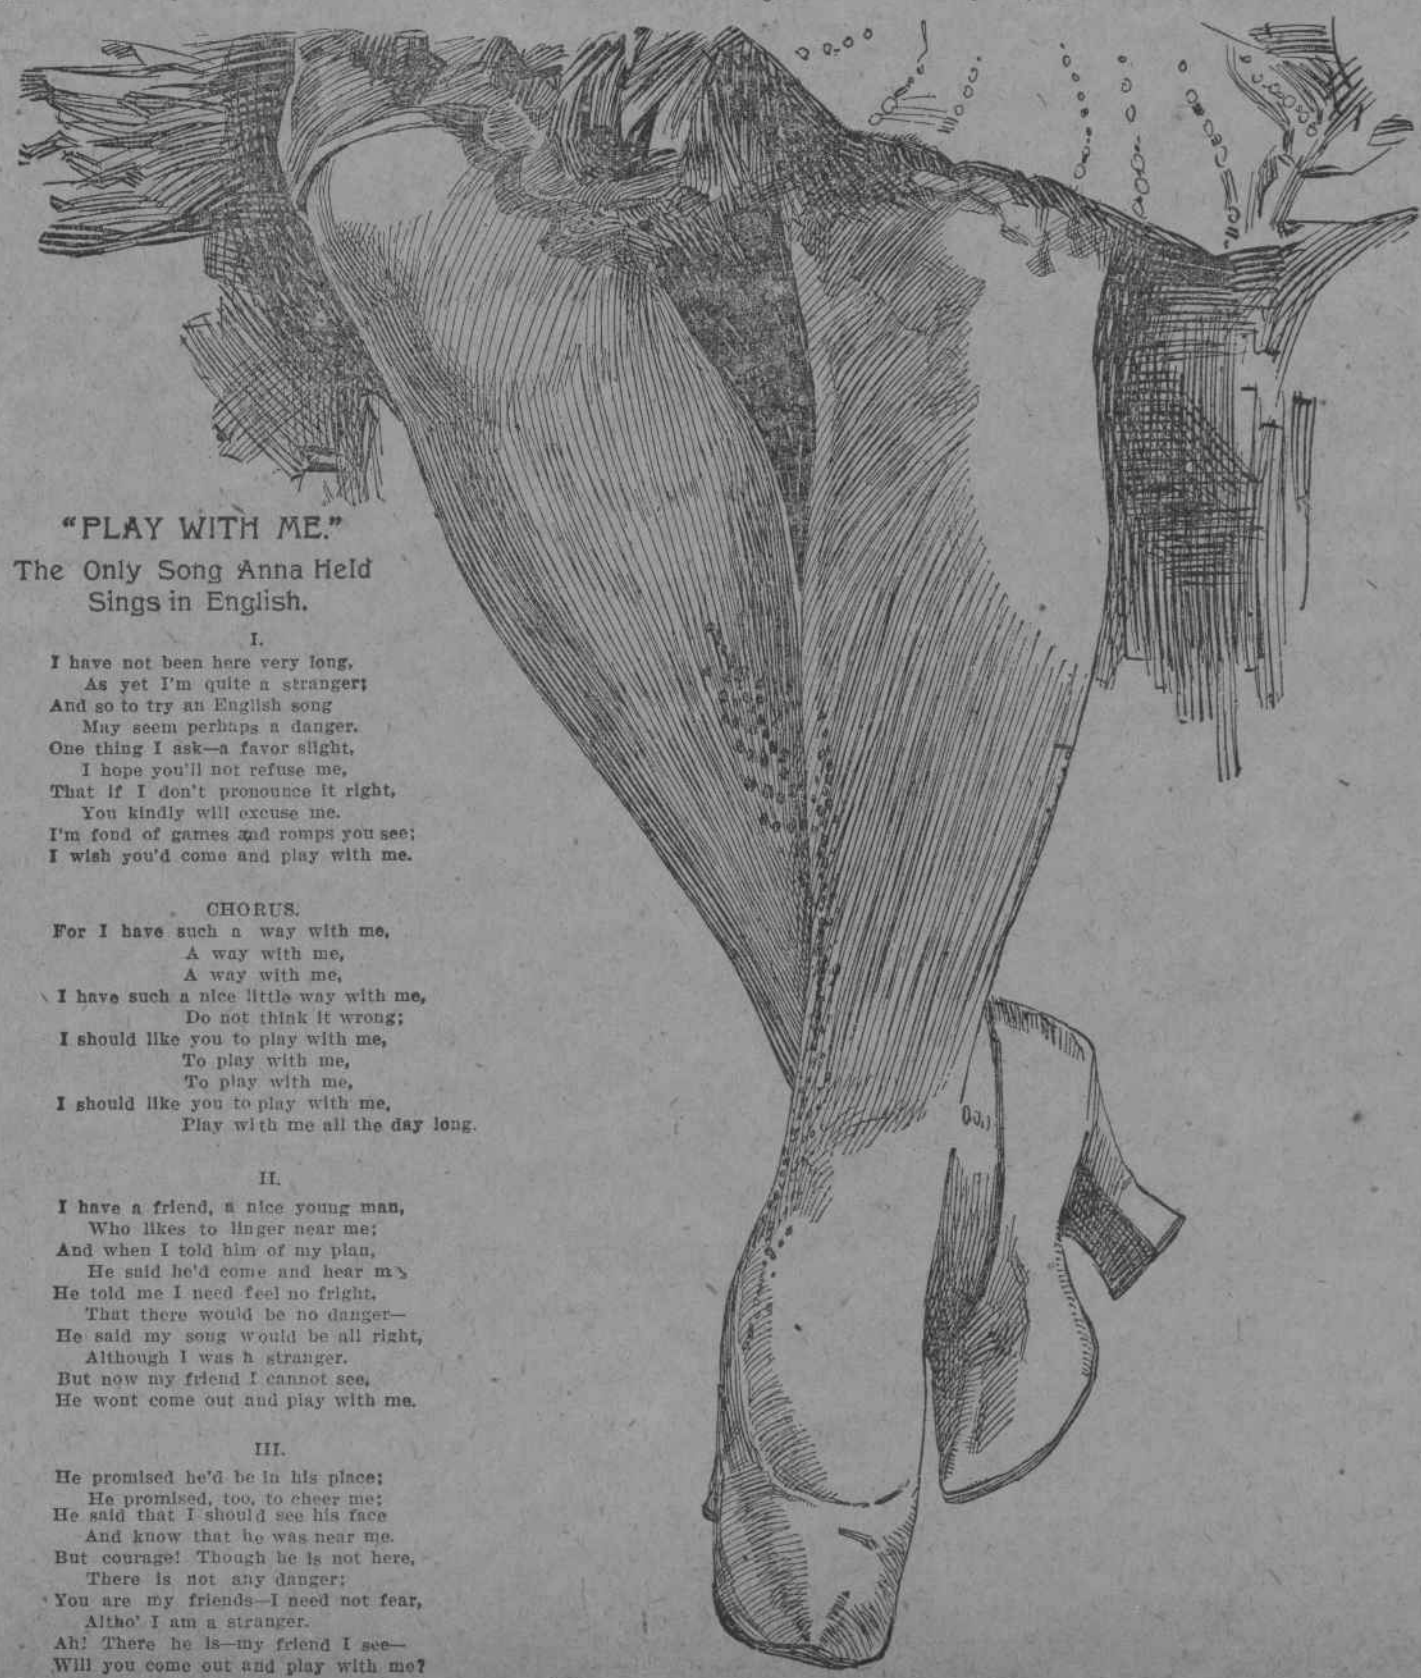 "PLAY WITH ME."
The Only Song Anna Held
Sings in English.
I.
I have not been here very long,
As yet I'm quite a stranger;
And so to try an English song
May seem perhaps a danger.
One thing I ask—a favor slight,
I hope you'll not refuse me,
That if I don't pronounce it right,
You kindly will excuse me.
I'm fond of games and romps you see;
I wish you'd come and play with me.
CHORUS.
For I have such a way with me,
A way with me,
A way with me,
I have such a nice little way with me,
Do not think it wrong;
I should like you to play with me,
To play with me,
To play with me,
I should like you to play with me,
Play with me all the day long.
II.
I have a friend, a nice young man,
Who likes to linger near me;
And when I told him of my plan,
He said he'd come and hear
He told me I need feel no fright,
That there would be no danger—
He said my song would be all right,
Although I was h stranger.
But now my friend I cannot see,
He wont come out and play with me.
III.
He promised he'd be in his place;
He promised, too, to cheer me;
He said that I should see his face
And know that he was near me.
But courage! Though he is not here,
There is not any danger;
You are my friends—I need not fear,
Altho' I am a stranger.
Ah! There he is—my friend I see—
Will you come out and play with me?